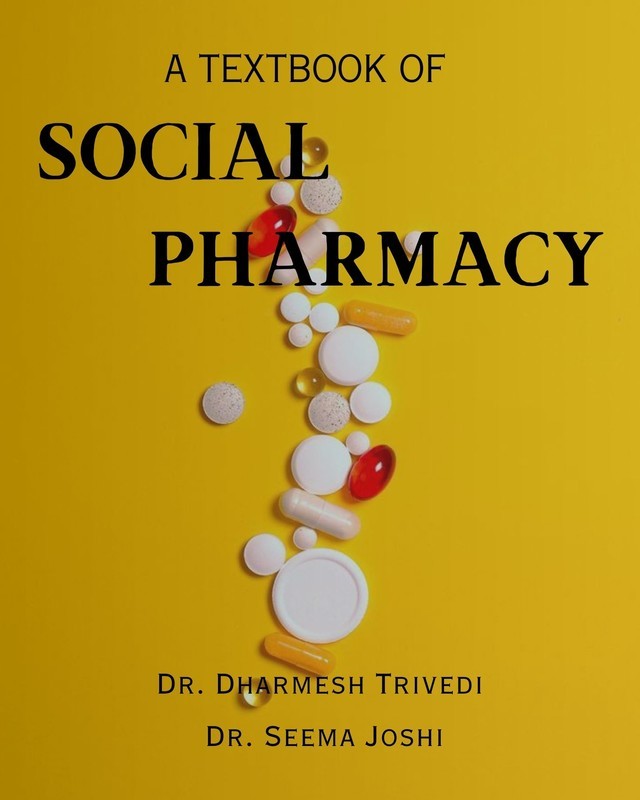 A TEXTBOOK OF
SOCIAL
PHARMACY
DR. DHARMESH TRIVEDI
DR. SEEMA JOSHI